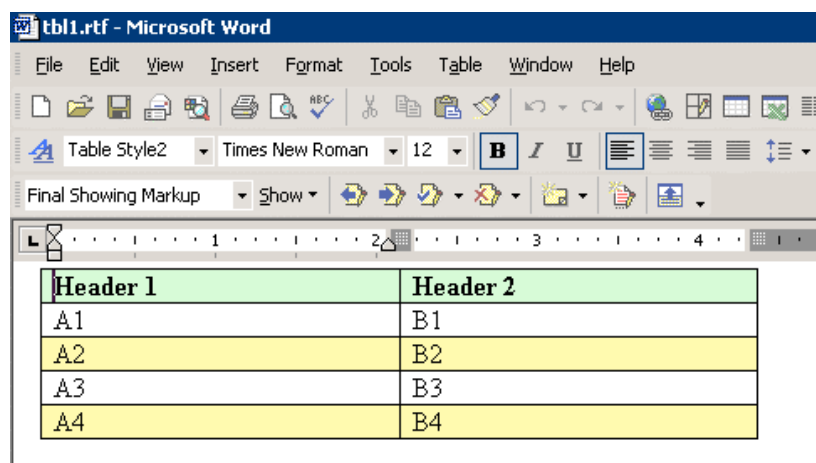 tbl1.rtf - Microsoft Word
File Edit View Insert Format Tools Table Window Help
ABC
Table Style2 Times New Roman 12 B I U
Final Showing Markup Show
1 2 3 4
Header 1 Header 2
A1 B1
A2 B2
A3 B3
A4 B4